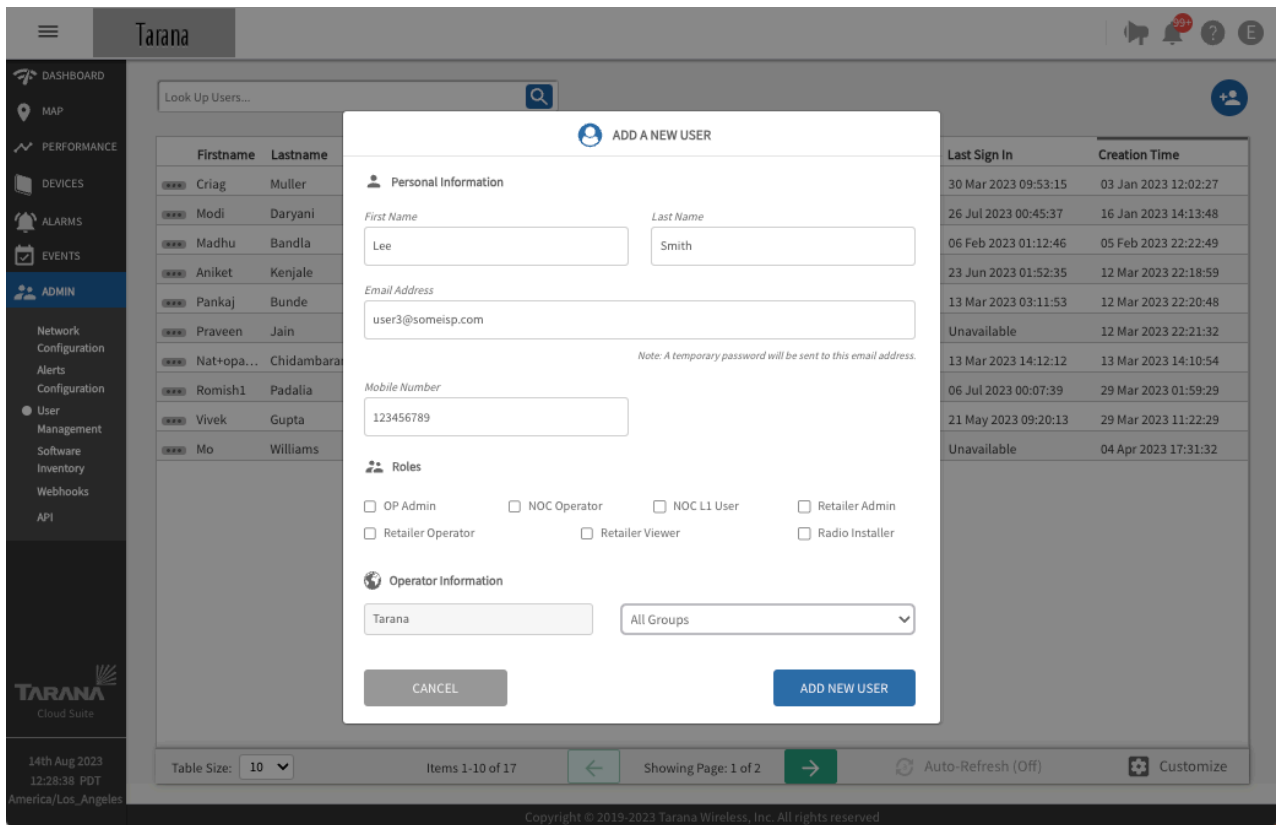 Tarana
99+
E
DASHBOARD
MAP
PERFORMANCE
DEVICES
ALARMS
EVENTS
ADMIN
Network
Configuration
Alerts
Configuration
User
Management
Software
Inventory
Webhooks
API
TARANA
Cloud Suite
14th Aug 2023
12:28:38 PDT
America/Los_Angeles
Look Up Users...
Firstname Lastname Last Sign In Creation Time
Criag Muller 30 Mar 2023 09:53:15 03 Jan 2023 12:02:27
Modi Daryani 26 Jul 2023 00:45:37 16 Jan 2023 14:13:48
Madhu Bandla 06 Feb 2023 01:12:46 05 Feb 2023 22:22:49
Aniket Kenjale 23 Jun 2023 01:52:35 12 Mar 2023 22:18:59
Pankaj Bunde 13 Mar 2023 03:11:53 12 Mar 2023 22:20:48
Praveen Jain Unavailable 12 Mar 2023 22:21:32
Nat+opa... Chidambara 13 Mar 2023 14:12:12 13 Mar 2023 14:10:54
Romish1 Padalia 06 Jul 2023 00:07:39 29 Mar 2023 01:59:29
Vivek Gupta 21 May 2023 09:20:13 29 Mar 2023 11:22:29
Mo Williams Unavailable 04 Apr 2023 17:31:32
ADD A NEW USER
Personal Information
First Name Last Name
Lee Smith
Email Address
user3@someisp.com
Note: A temporary password will be sent to this email address.
Mobile Number
123456789
Roles
OP Admin NOC Operator NOC L1 User Retailer Admin
Retailer Operator Retailer Viewer Radio Installer
Operator Information
Tarana All Groups
CANCEL ADD NEW USER
Table Size: 10 Items 1-10 of 17 Showing Page: 1 of 2 Auto-Refresh (Off) Customize
Copyright © 2019-2023 Tarana Wireless, Inc. All rights reserved